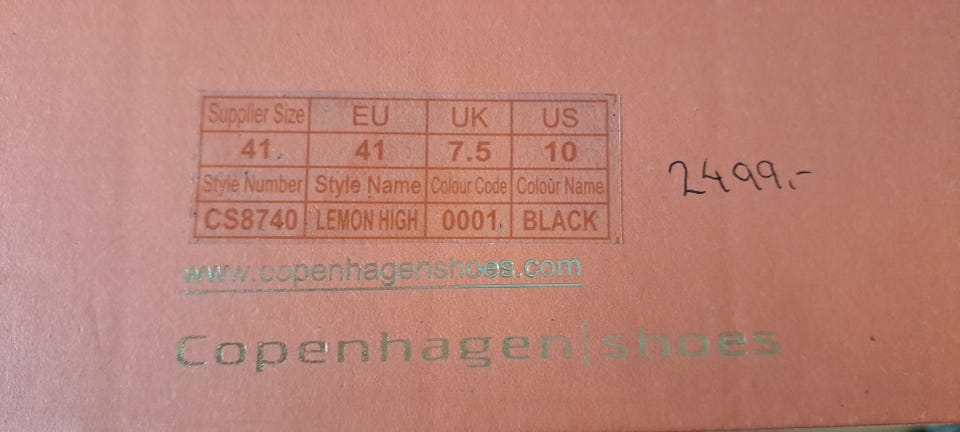 Supplier Size EU UK US
41 41 7.5 10
Style Number Style Name Colour Code Colour Name
CS8740 LEMON HIGH 0001 BLACK
2499.-
www.copenhagenshoes.com
Copenhagen|shoes